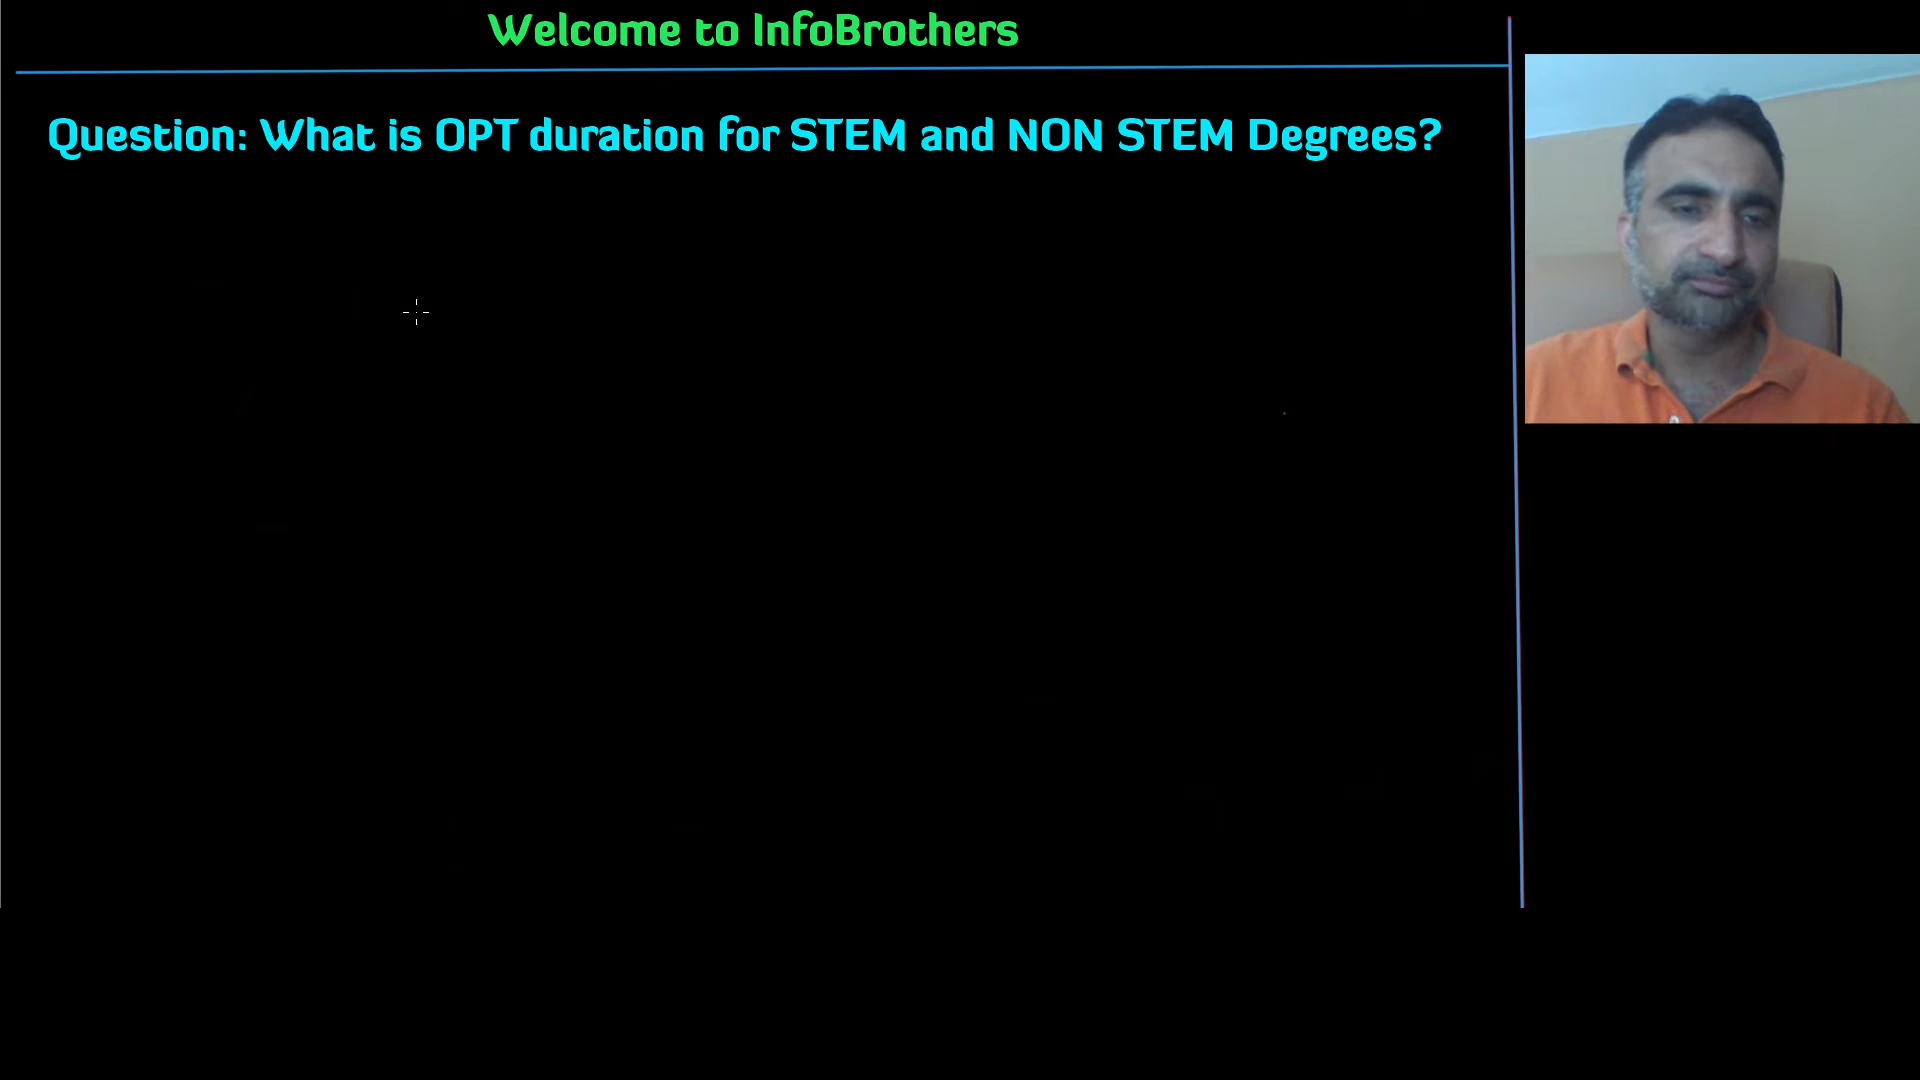 Welcome to InfoBrothers
Question: What is OPT duration for STEM and NON STEM Degrees?